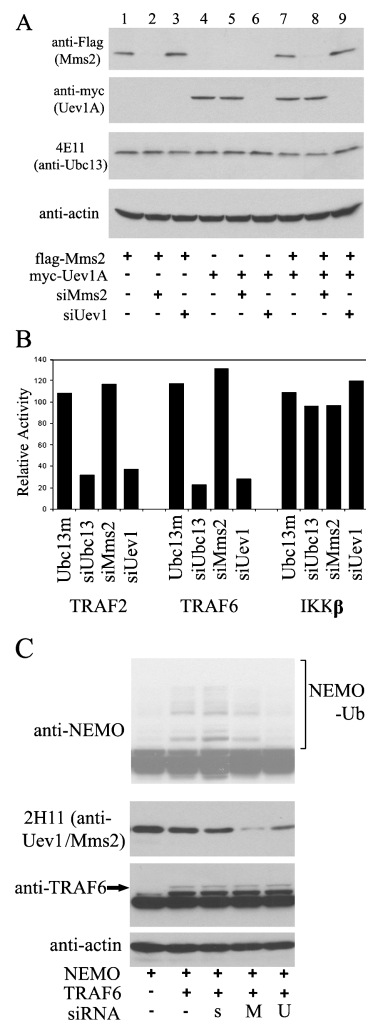 A
1 2 3 4 5 6 7 8 9
anti-Flag
(Mms2)
anti-myc
(Uev1A)
4E11
(anti-Ubc13)
anti-actin
flag-Mms2 + + + - - - + + +
myc-Uev1A - - - + + + + + +
siMms2 - + - - + - - + -
siUev1 - - + - - + - - +
B
Relative Activity
140
120
100
80
60
40
20
0
Ubc13m siUbc13 siMms2 siUev1 Ubc13m siUbc13 siMms2 siUev1 Ubc13m siUbc13 siMms2 siUev1
TRAF2 TRAF6 IKKβ
C
anti-NEMO
NEMO
-Ub
2H11 (anti-
Uev1/Mms2)
anti-TRAF6
anti-actin
NEMO + + + + +
TRAF6 - + + + +
siRNA - - s M U